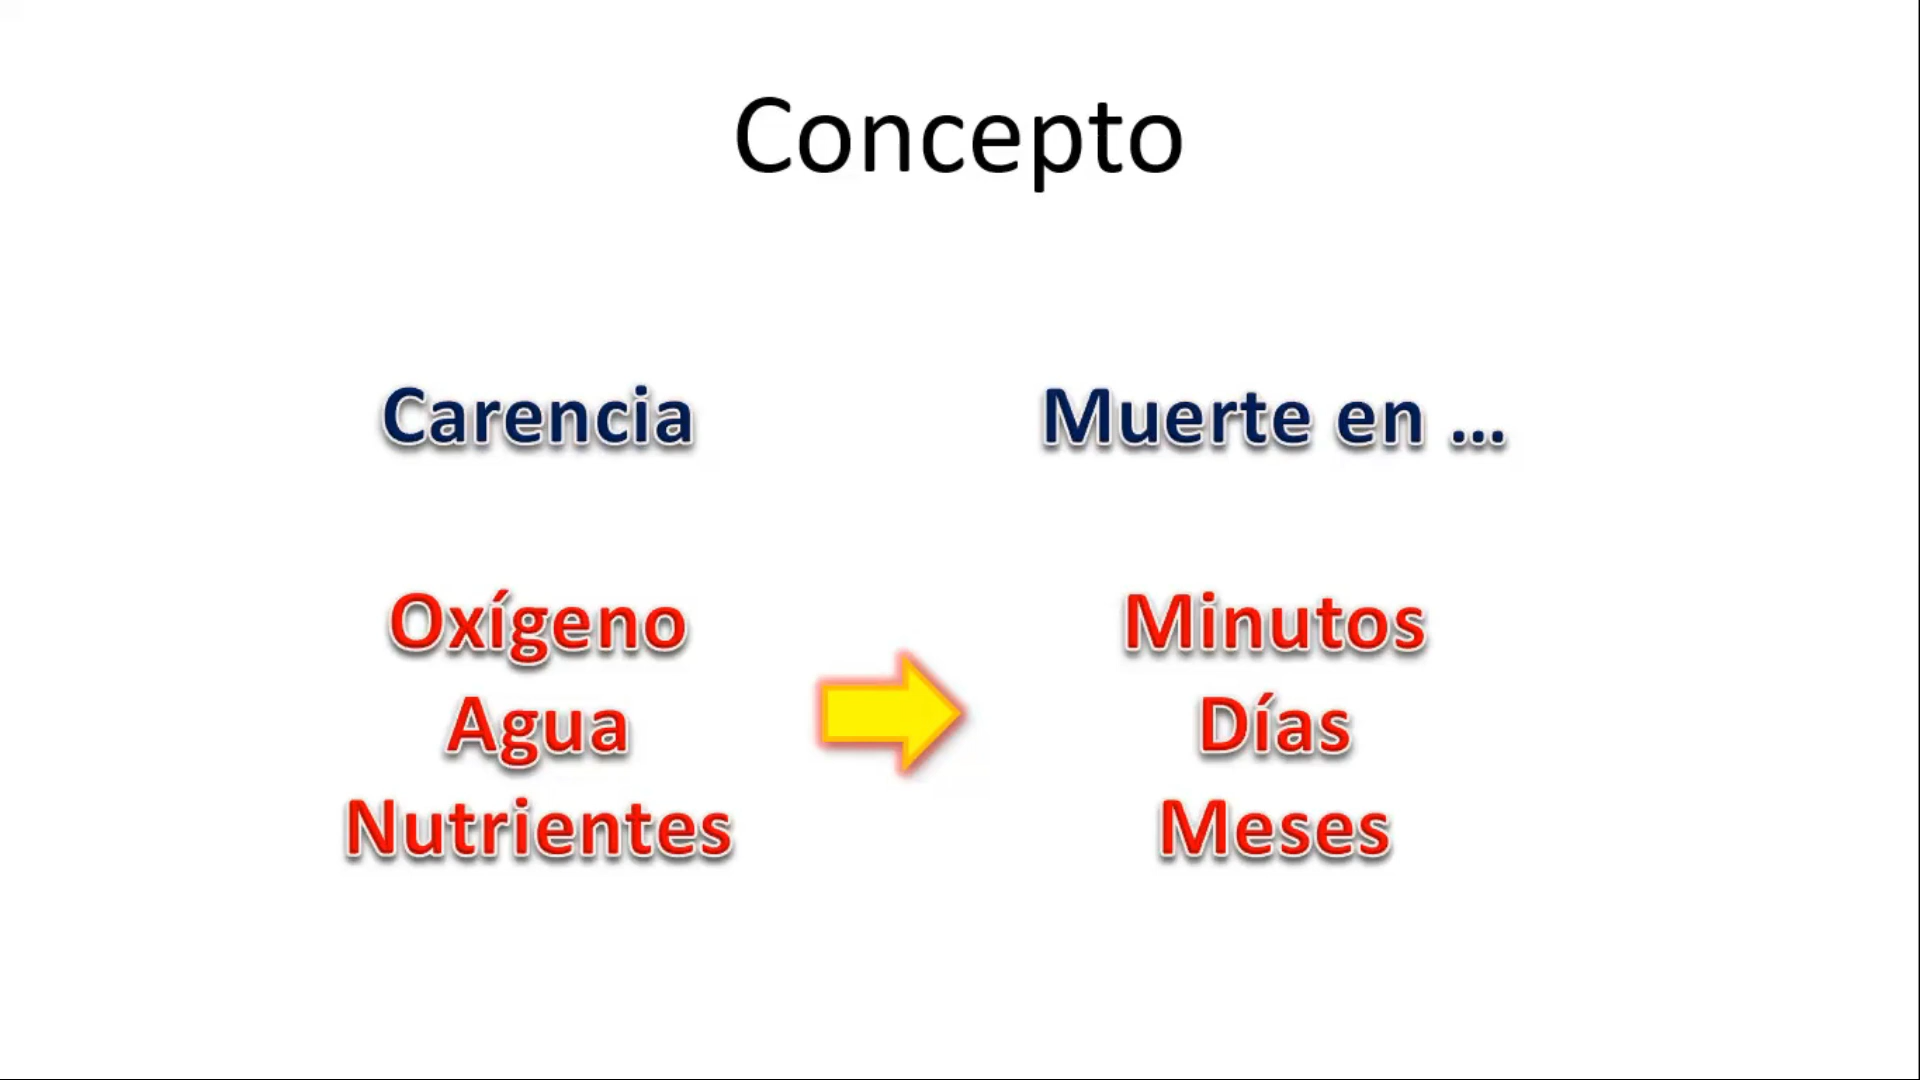 Concepto
Carencia
Muerte en ...
Oxígeno
Agua
Nutrientes
Minutos
Días
Meses